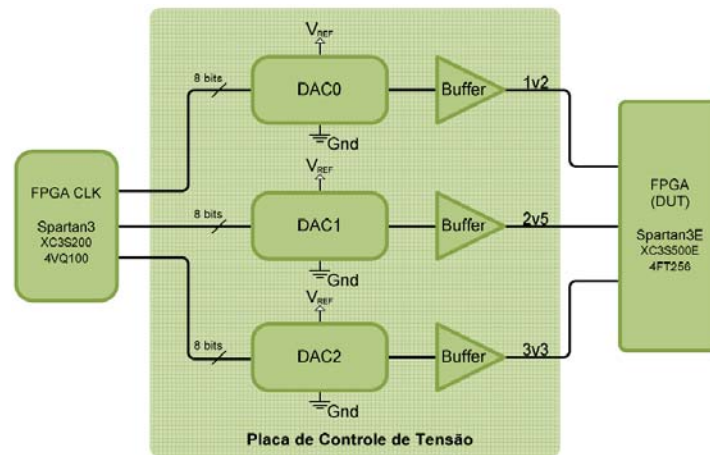 FPGA CLK
Spartan3
XC3S200
4VQ100
8 bits
VREF
DAC0
Gnd
Buffer
1v2
8 bits
VREF
DAC1
Gnd
Buffer
2v5
8 bits
VREF
DAC2
Gnd
Buffer
3v3
FPGA
(DUT)
Spartan3E
XC3S500E
4FT256
Placa de Controle de Tensão